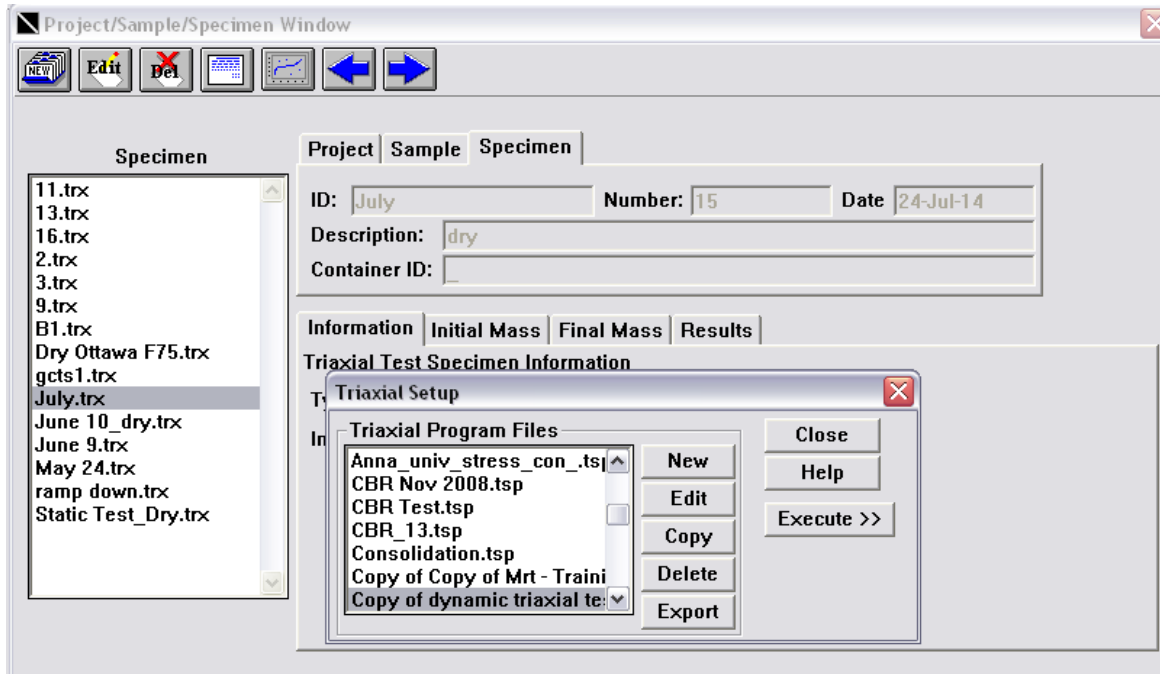 Project/Sample/Specimen Window
NEW Edit Del
Specimen
11.trx
13.trx
16.trx
2.trx
3.trx
9.trx
B1.trx
Dry Ottawa F75.trx
gcts1.trx
July.trx
June 10_dry.trx
June 9.trx
May 24.trx
ramp down.trx
Static Test_Dry.trx
Project Sample Specimen
ID: July Number: 15 Date 24-Jul-14
Description: dry
Container ID: _
Information Initial Mass Final Mass Results
Triaxial Test Specimen Information
Triaxial Setup
Triaxial Program Files
Anna_univ_stress_con_.tsp
CBR Nov 2008.tsp
CBR Test.tsp
CBR_13.tsp
Consolidation.tsp
Copy of Copy of Mrt - Traini
Copy of dynamic triaxial te
New
Edit
Copy
Delete
Export
Close
Help
Execute >>